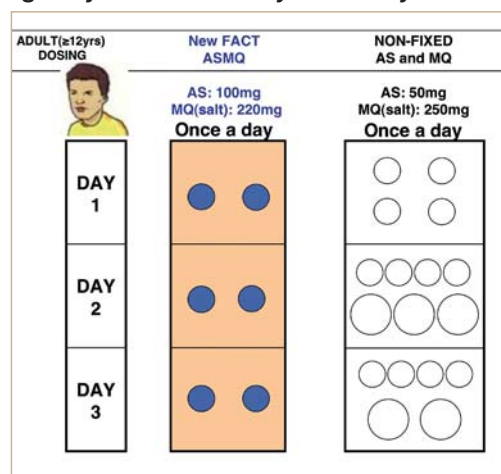 ADULT(≥12yrs)
DOSING
New FACT
ASMQ
NON-FIXED
AS and MQ
AS: 100mg
MQ(salt): 220mg
Once a day
AS: 50mg
MQ(salt): 250mg
Once a day
DAY
1
DAY
2
DAY
3